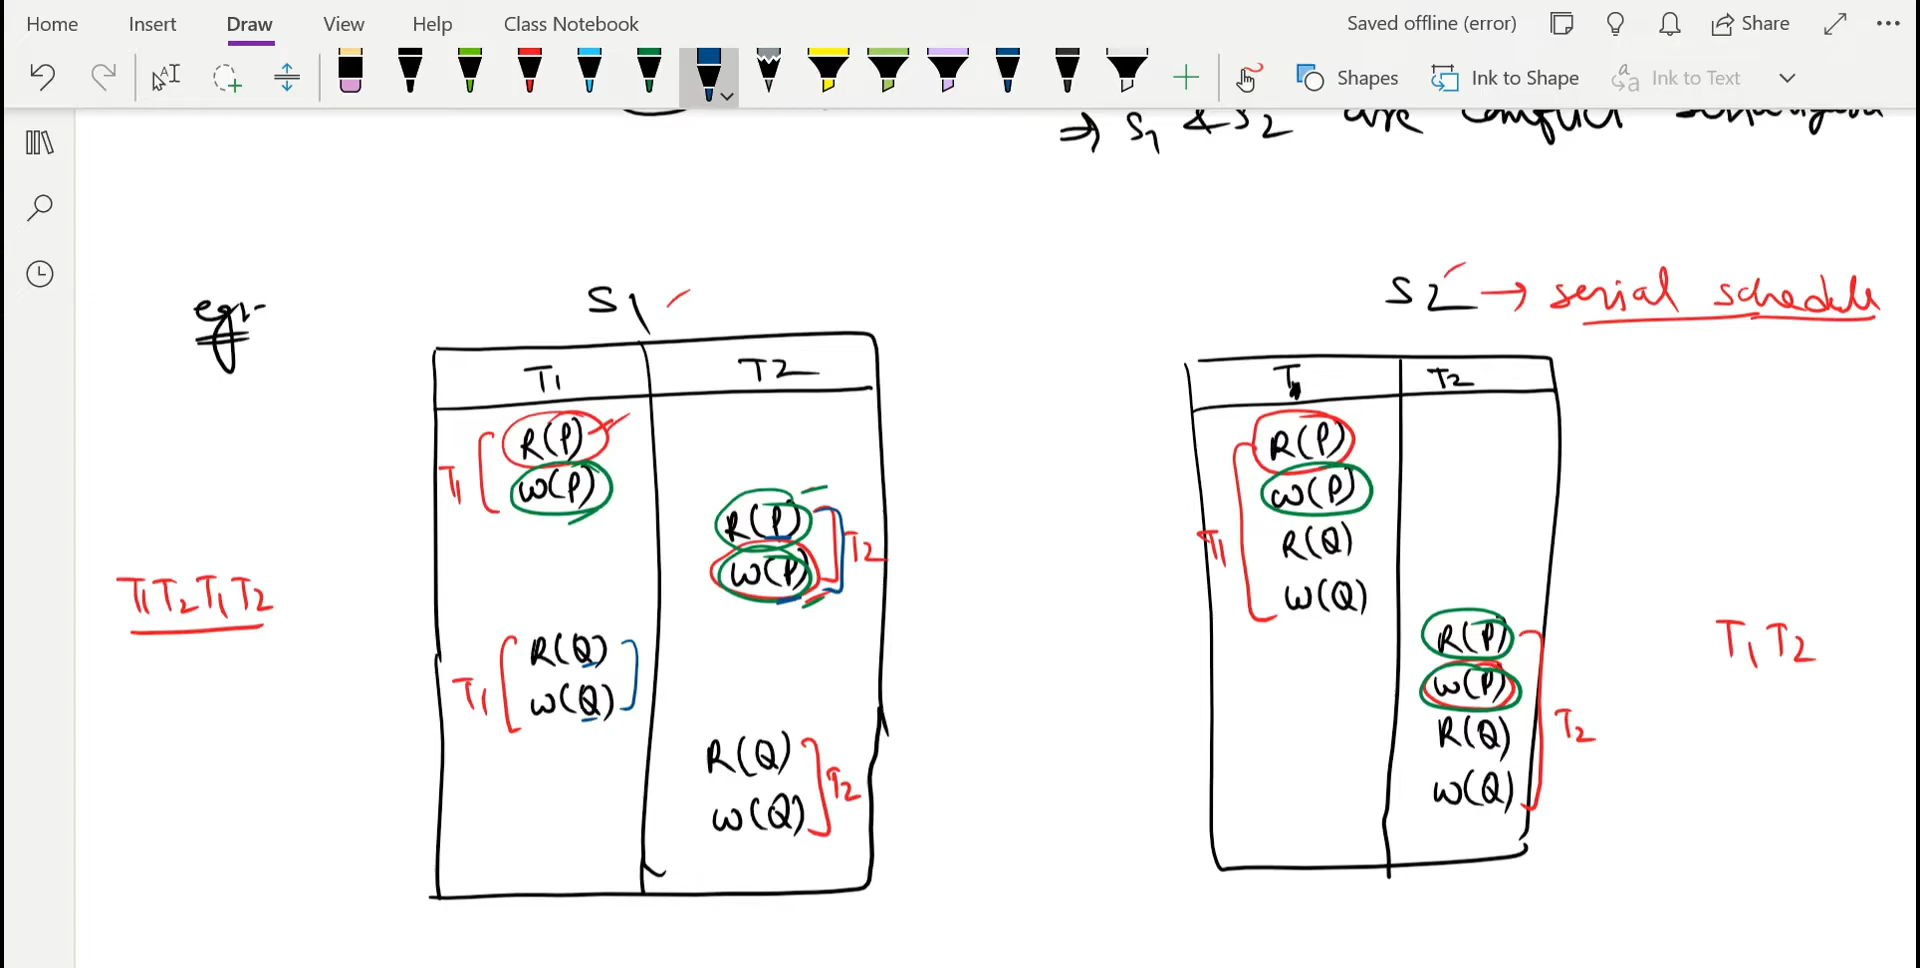 Home Insert Draw View Help Class Notebook Saved offline (error) Share
Shapes Ink to Shape Ink to Text
⇒ S1 & S2 are conflict
eg:-
S1
S2 → serial schedule
T1 T2
R(P)
W(P)
T1
R(P)
W(P)
T2
T1T2T1T2
R(Q)
W(Q)
T1
R(Q)
W(Q)
T2
T1 T2
R(P)
W(P)
R(Q)
W(Q)
T1
R(P)
W(P)
R(Q)
W(Q)
T2
T1T2